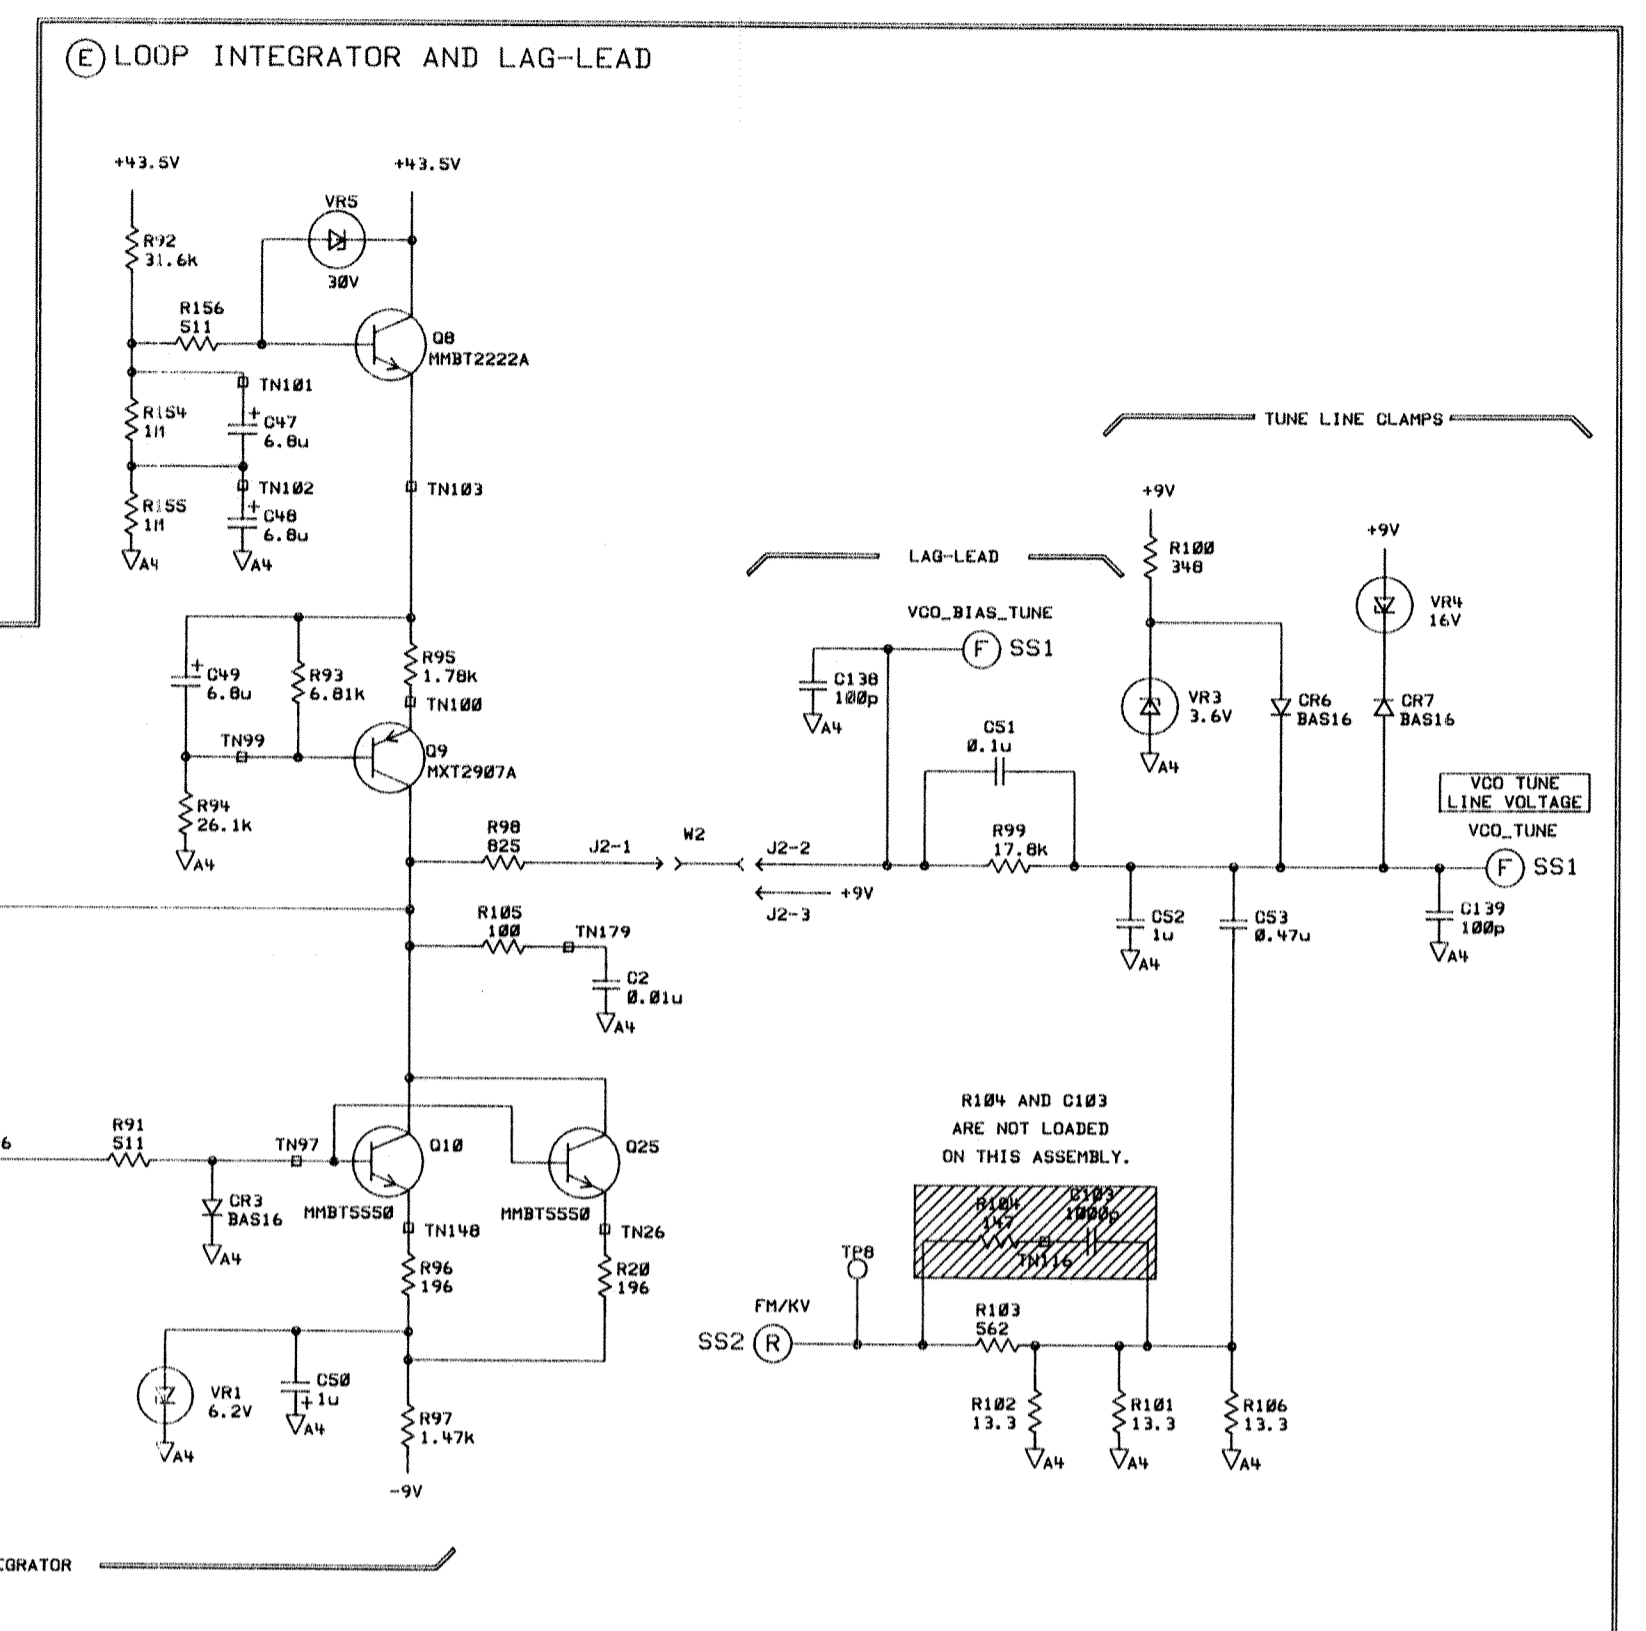 E LOOP INTEGRATOR AND LAG-LEAD
+43.5V
+43.5V
VR5
30V
R92
31.6K
R156
511
Q8
MMBT2222A
TN101
R154
1M
C47
6.8u
TN102
R155
1M
C48
6.8u
A4
A4
TN103
TUNE LINE CLAMPS
+9V
+9V
R100
348
VR4
16V
LAG-LEAD
VCO_BIAS_TUNE
F SS1
C138
100p
A4
C49
6.8u
R93
6.81K
R95
1.78K
TN100
TN99
Q9
MXT2907A
R94
26.1K
A4
VR3
3.6V
A4
CR6
BAS16
CR7
BAS16
C51
0.1u
R99
17.8k
VCO TUNE
LINE VOLTAGE
VCO_TUNE
F SS1
R98
825
J2-1
W2
J2-2
+9V
J2-3
C52
1u
A4
C53
0.47u
C139
100p
A4
R105
100
TN179
C2
0.01u
A4
6
R91
511
TN97
Q10
MMBT5550
Q25
MMBT5550
CR3
BAS16
A4
TN148
TN26
R96
196
R20
196
R104 AND C103
ARE NOT LOADED
ON THIS ASSEMBLY.
R104
147
C103
1000p
TN116
TP8
FM/KV
SS2 R
R103
562
R102
13.3
R101
13.3
R106
13.3
A4
A4
A4
VR1
6.2V
A4
C50
+1u
A4
R97
1.47K
-9V
EGRATOR